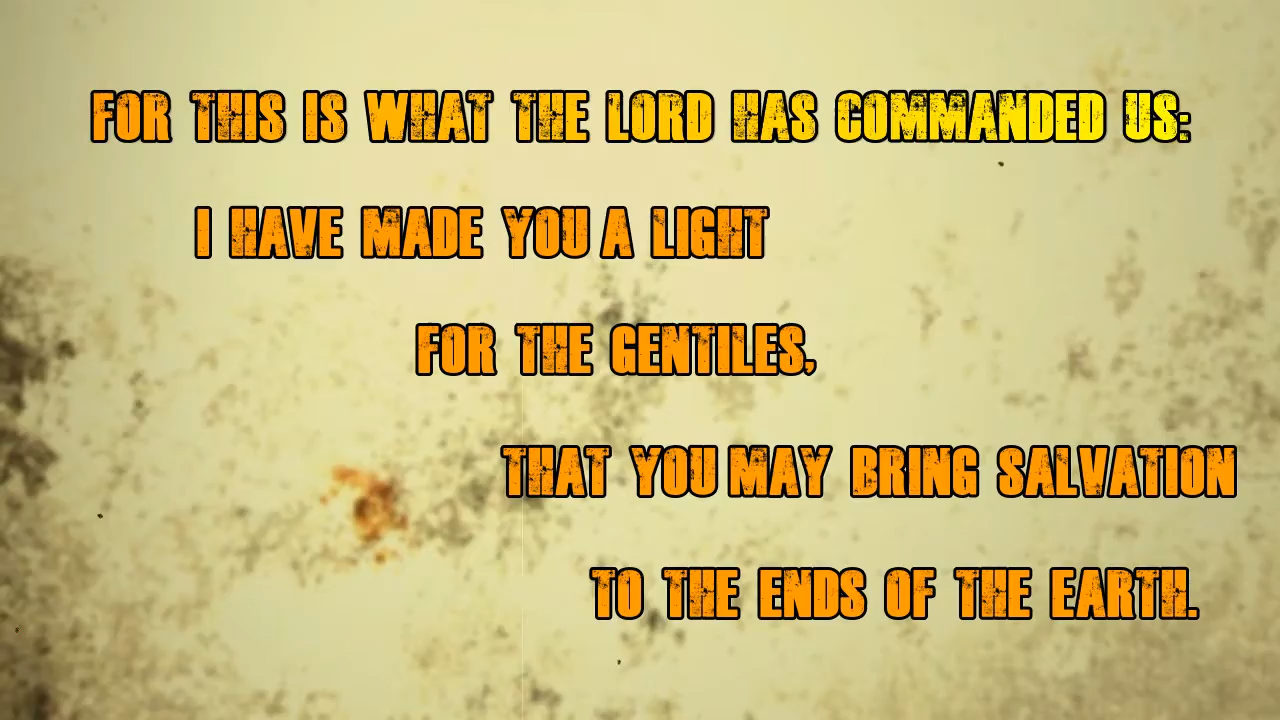 FOR THIS IS WHAT THE LORD HAS COMMANDED US:
I HAVE MADE YOU A LIGHT
FOR THE GENTILES,
THAT YOU MAY BRING SALVATION
TO THE ENDS OF THE EARTH.